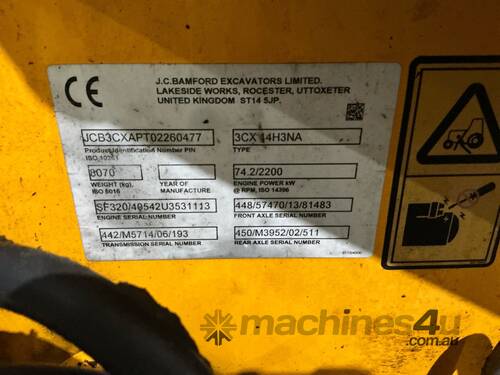 CE
J.C.BAMFORD EXCAVATORS LIMITED.
LAKESIDE WORKS, ROCESTER, UTTOXETER
UNITED KINGDOM ST14 5JP.
JCB3CXAPT02260477
3CX 14H3NA
Product Identification Number PIN
ISO 10261
TYPE
8070
/
74.2/2200
WEIGHT (kg),
ISO 6016
YEAR OF
MANUFACTURE
ENGINE POWER kW
@ RPM, ISO 14396
SF320/40542U3531113
448/57470/13/81483
ENGINE SERIAL NUMBER
FRONT AXLE SERIAL NUMBER
442/M5714/06/193
450/M3952/02/511
TRANSMISSION SERIAL NUMBER
REAR AXLE SERIAL NUMBER
machines4u
.com.au